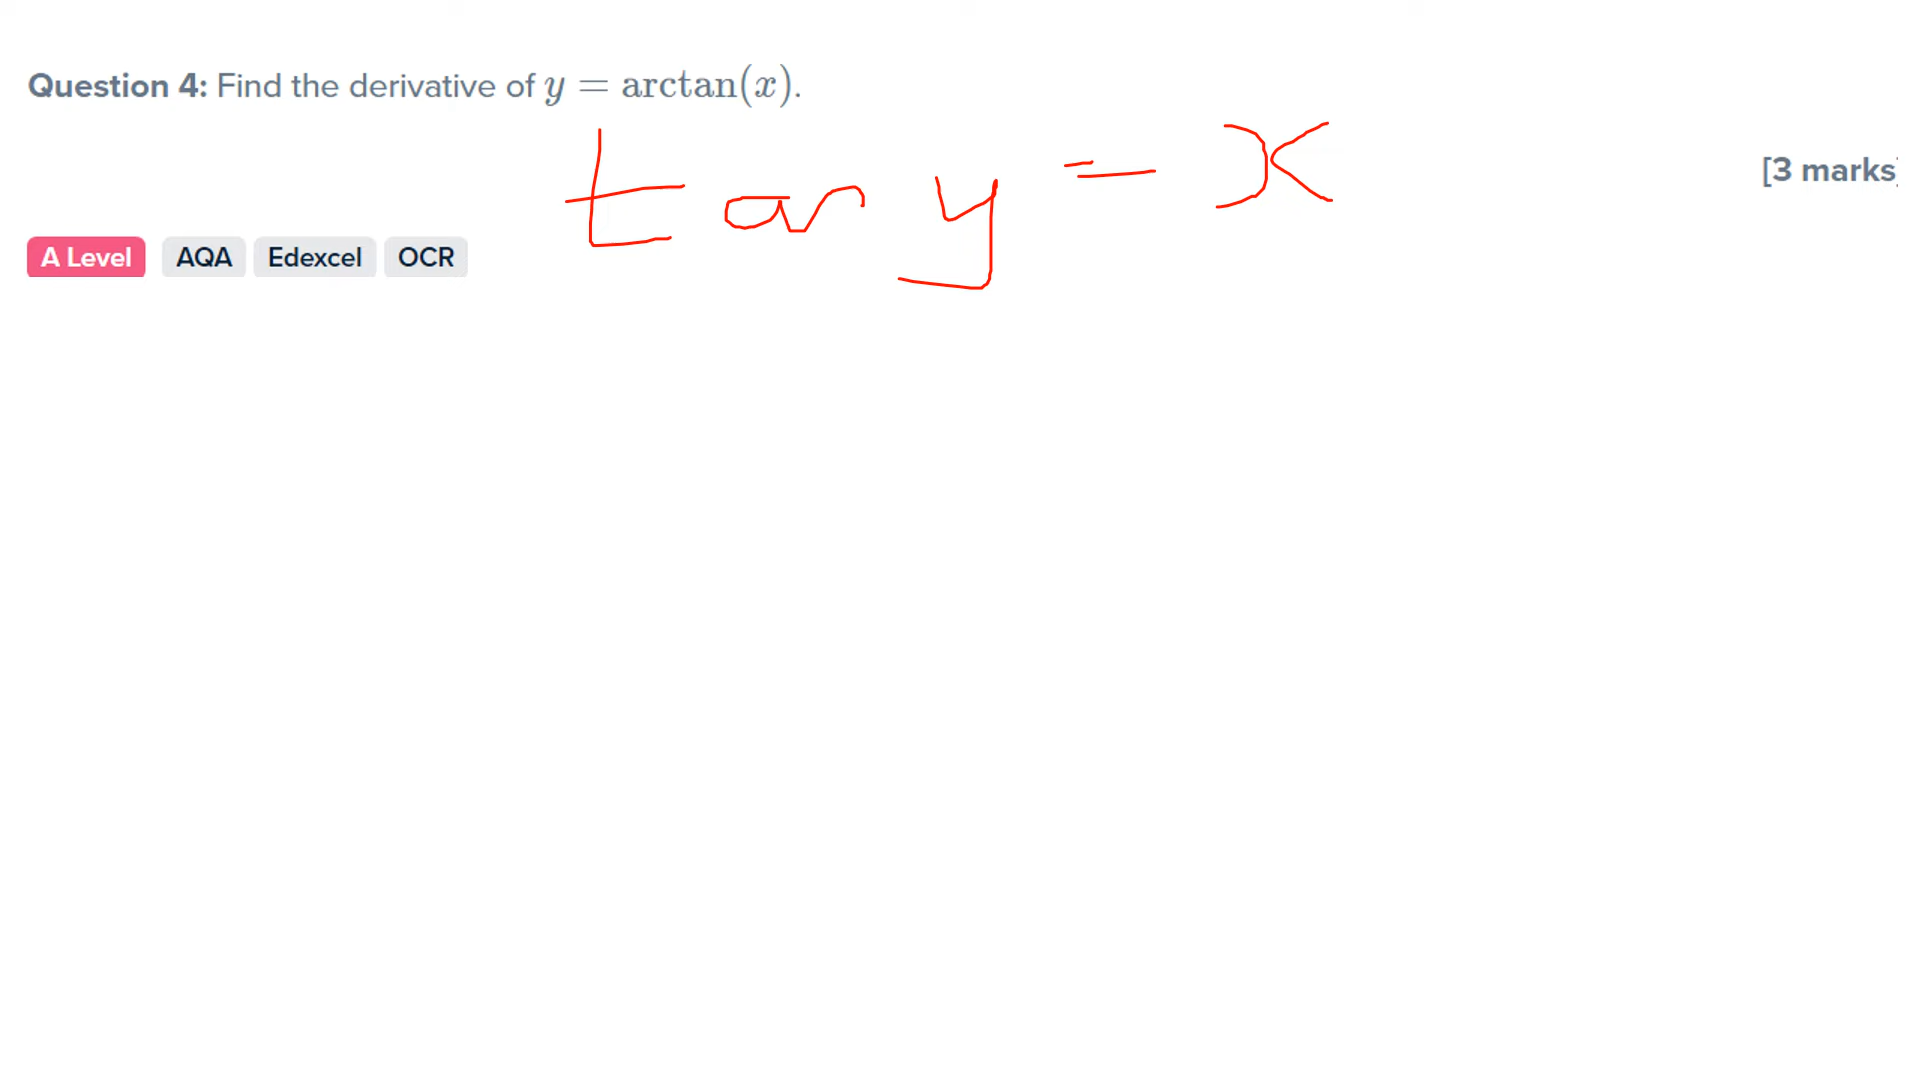 Question 4: Find the derivative of y = arctan(x).
tan y = x
[3 marks]
A Level AQA Edexcel OCR